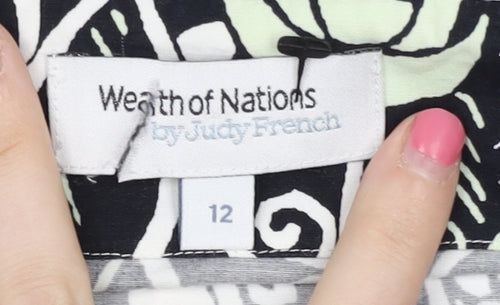 Wealth of Nations
by Judy French
12